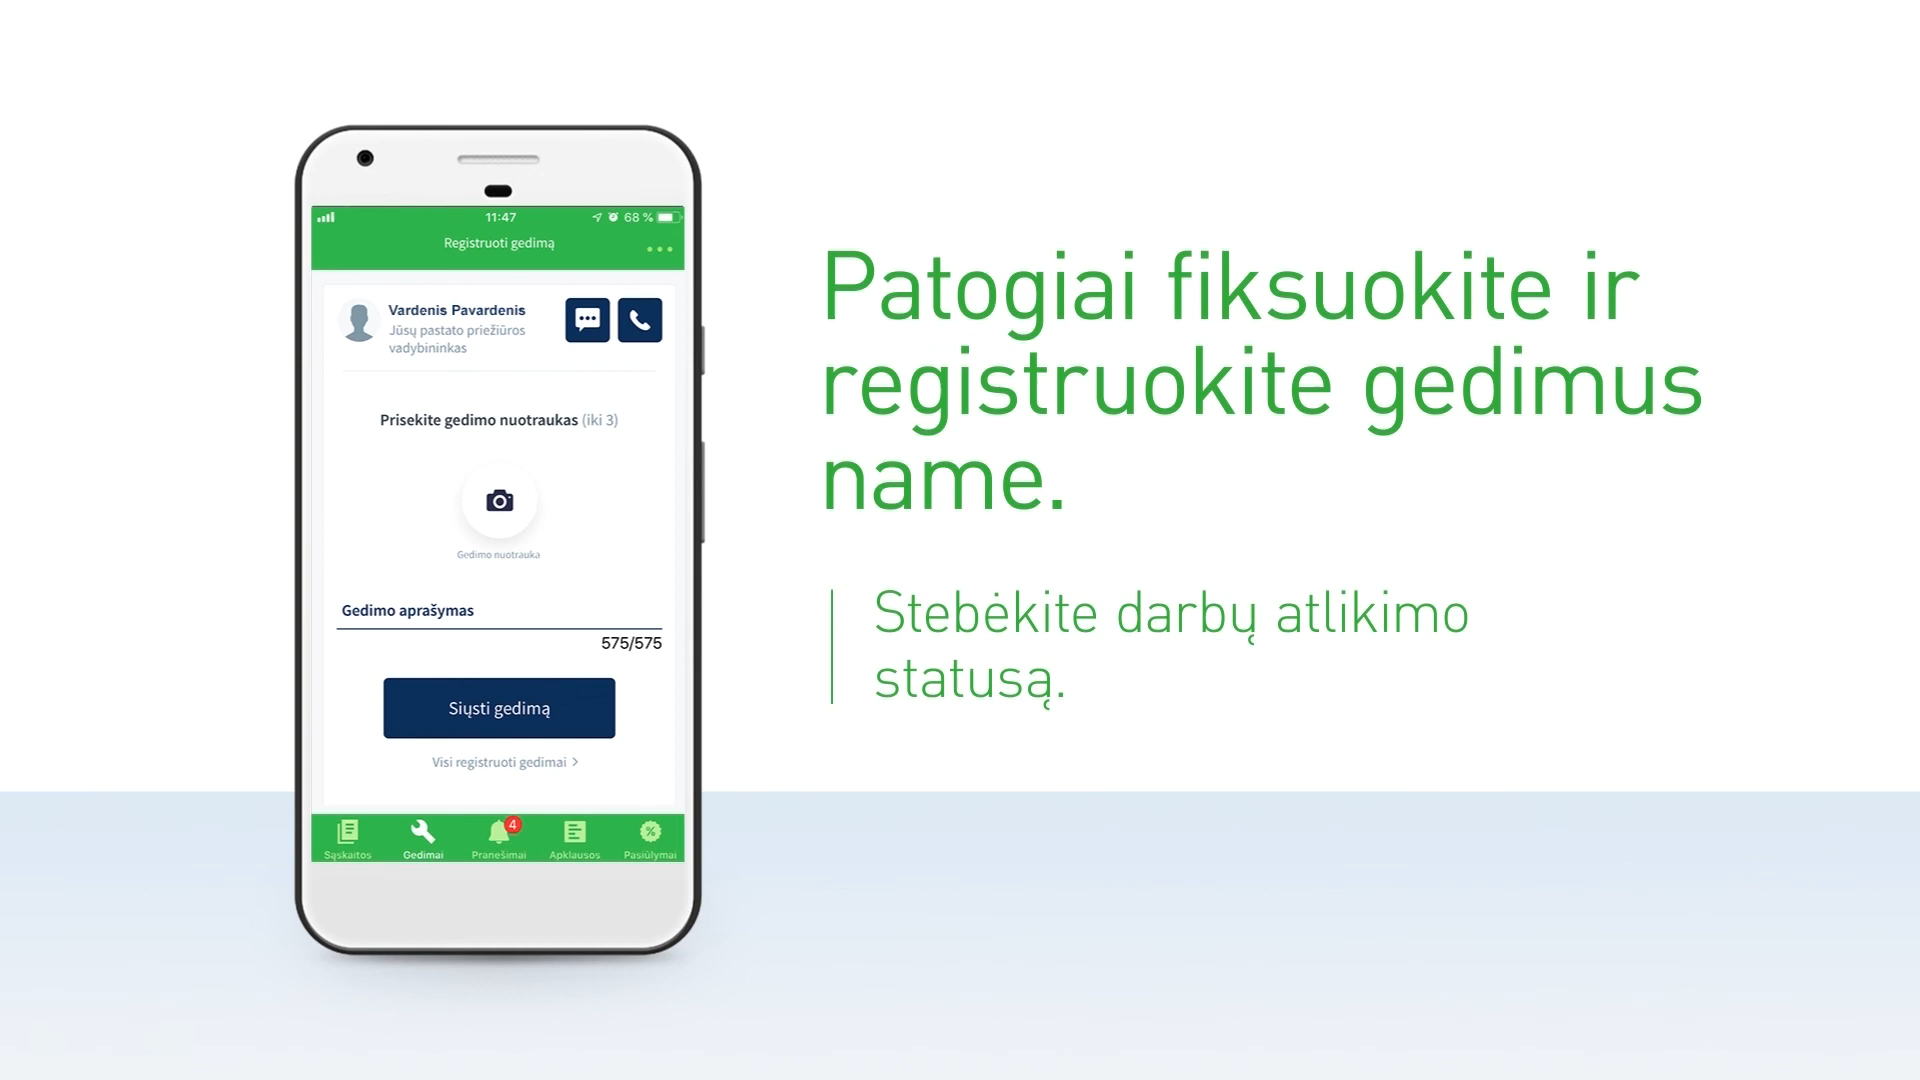 11:47
68 %
Registruoti gedimą
Vardenis Pavardenis
Jūsų pastato priežiūros
vadybininkas
Prisekite gedimo nuotraukas (iki 3)
Gedimo nuotrauka
Gedimo aprašymas
575/575
Siųsti gedimą
Visi registruoti gedimai >
4
Sąskaitos Gedimai Pranešimai Apklausos Pasiūlymai
Patogiai fiksuokite ir
registruokite gedimus
name.
Stebėkite darbų atlikimo
statusą.